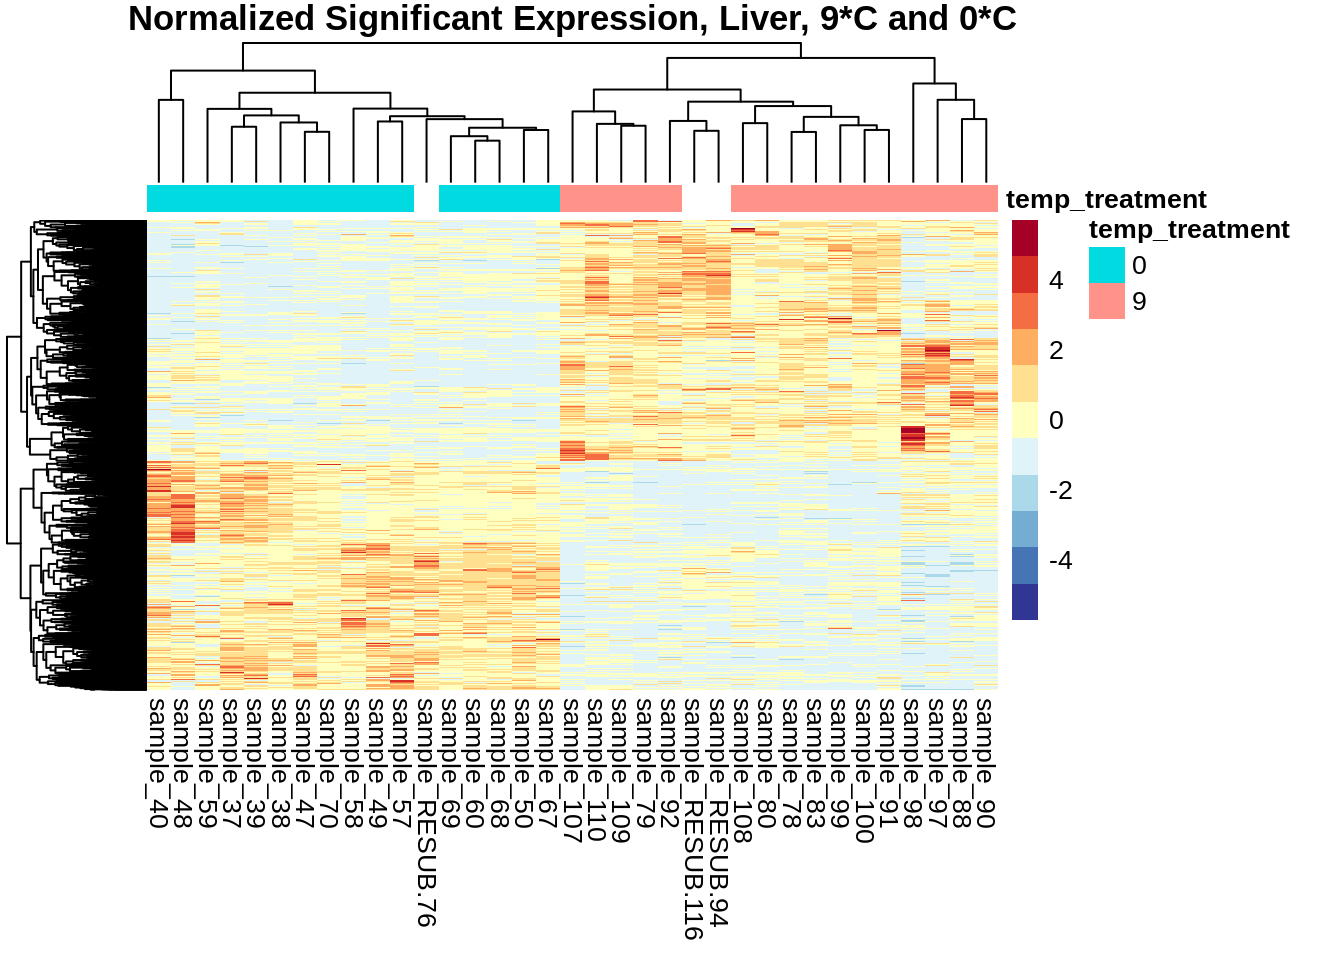 Normalized Significant Expression, Liver, 9*C and 0*C
temp_treatment
temp_treatment
0
9
4
2
0
-2
-4
sample_40
sample_48
sample_59
sample_37
sample_39
sample_38
sample_47
sample_70
sample_58
sample_49
sample_57
sample_RESUB.76
sample_69
sample_60
sample_68
sample_50
sample_67
sample_107
sample_110
sample_109
sample_79
sample_92
sample_RESUB.116
sample_RESUB.94
sample_108
sample_80
sample_78
sample_83
sample_99
sample_100
sample_91
sample_98
sample_97
sample_88
sample_90